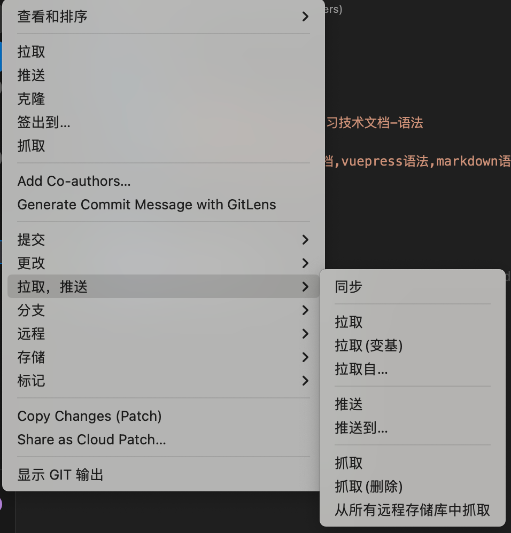 查看和排序
ers)
拉取
推送
克隆
签出到...
习技术文档-语法
抓取
档,vuepress语法,markdown语
Add Co-authors...
Generate Commit Message with GitLens
提交
更改
拉取，推送
分支
远程
存储
标记
Copy Changes (Patch)
Share as Cloud Patch...
显示 GIT 输出
同步
拉取
拉取(变基)
拉取自...
推送
推送到...
抓取
抓取(删除)
从所有远程存储库中抓取